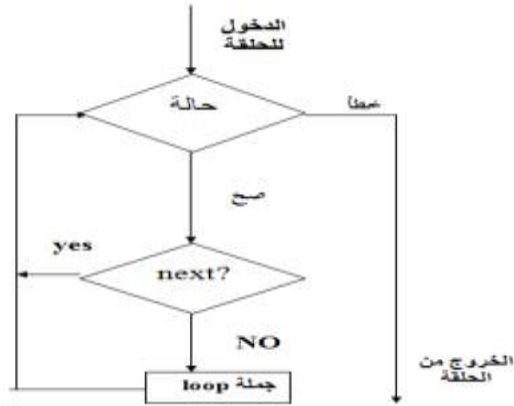 الدخول
للحلقة
حالة
خطأ
صح
yes
next?
NO
الخروج من
الحلقة
جملة loop